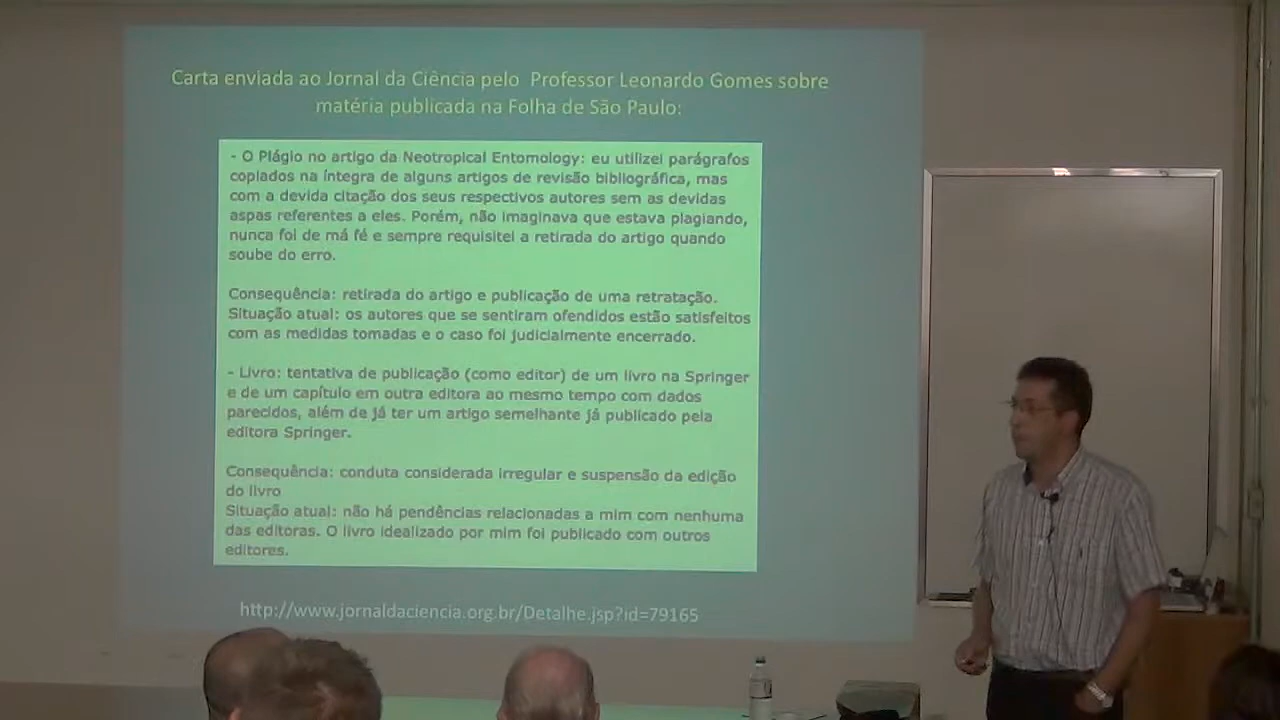 Carta enviada ao Jornal da Ciência pelo Professor Leonardo Gomes sobre
matéria publicada na Folha de São Paulo:
- O Plágio no artigo da Neotropical Entomology: eu utilizei parágrafos
copiados na íntegra de alguns artigos de revisão bibliográfica, mas
com a devida citação dos seus respectivos autores sem as devidas
aspas referentes a eles. Porém, não imaginava que estava plagiando,
nunca foi de má fé e sempre requisitei a retirada do artigo quando
soube do erro.
Consequência: retirada do artigo e publicação de uma retratação.
Situação atual: os autores que se sentiram ofendidos estão satisfeitos
com as medidas tomadas e o caso foi judicialmente encerrado.
- Livro: tentativa de publicação (como editor) de um livro na Springer
e de um capítulo em outra editora ao mesmo tempo com dados
parecidos, além de já ter um artigo semelhante já publicado pela
editora Springer.
Consequência: conduta considerada irregular e suspensão da edição
do livro
Situação atual: não há pendências relacionadas a mim com nenhuma
das editoras. O livro idealizado por mim foi publicado com outros
editores.
http://www.jornaldaciencia.org.br/Detalhe.jsp?id=79165